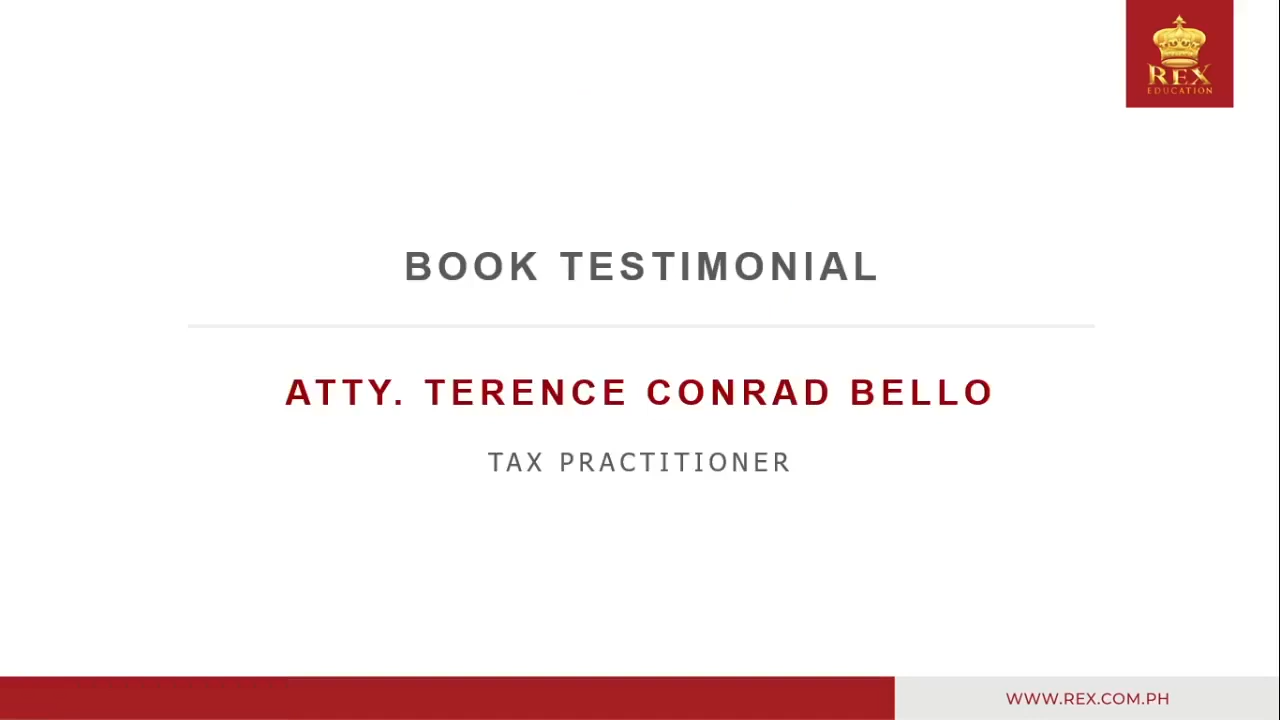 REX
EDUCATION
BOOK TESTIMONIAL
ATTY. TERENCE CONRAD BELLO
TAX PRACTITIONER
WWW.REX.COM.PH